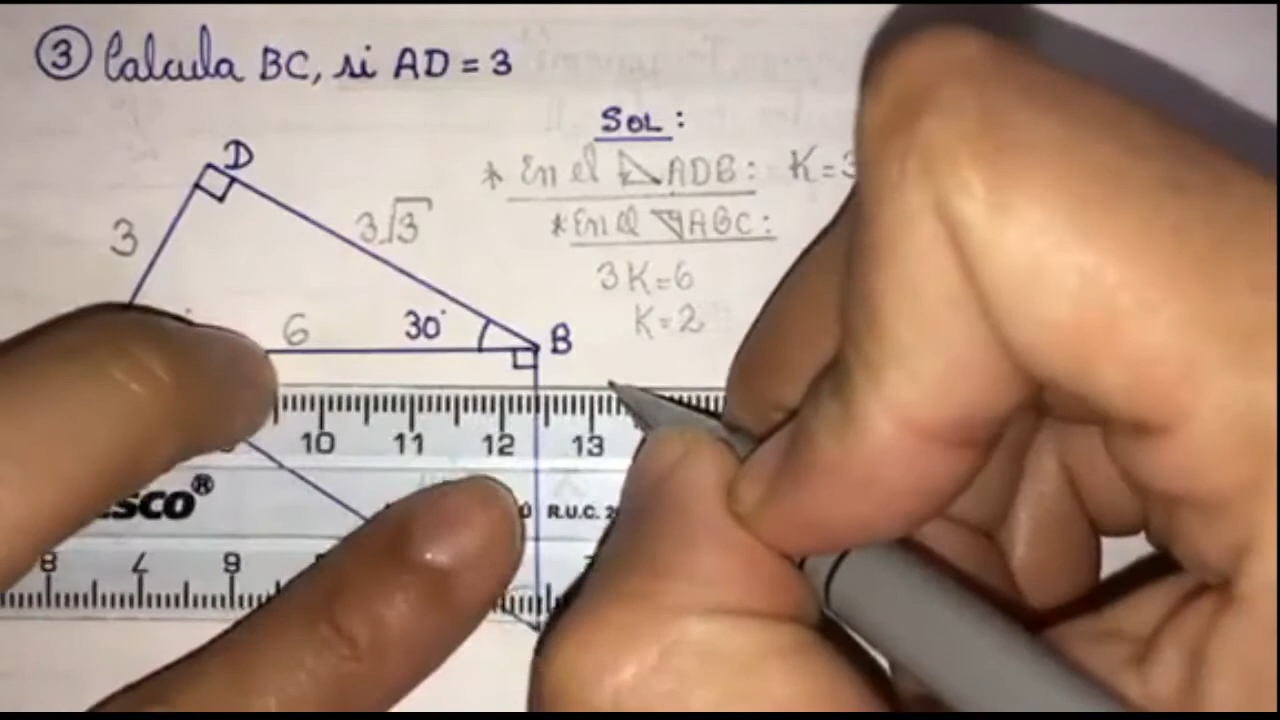 ③ Calcula BC, si AD = 3
SOL:
* En el ◺ADB: K=3
* En el ABC:
3K=6
K=2
D
3
3√3
6
30°
B
10 11 12 13
sco®
R.U.C. 2
8 4 9